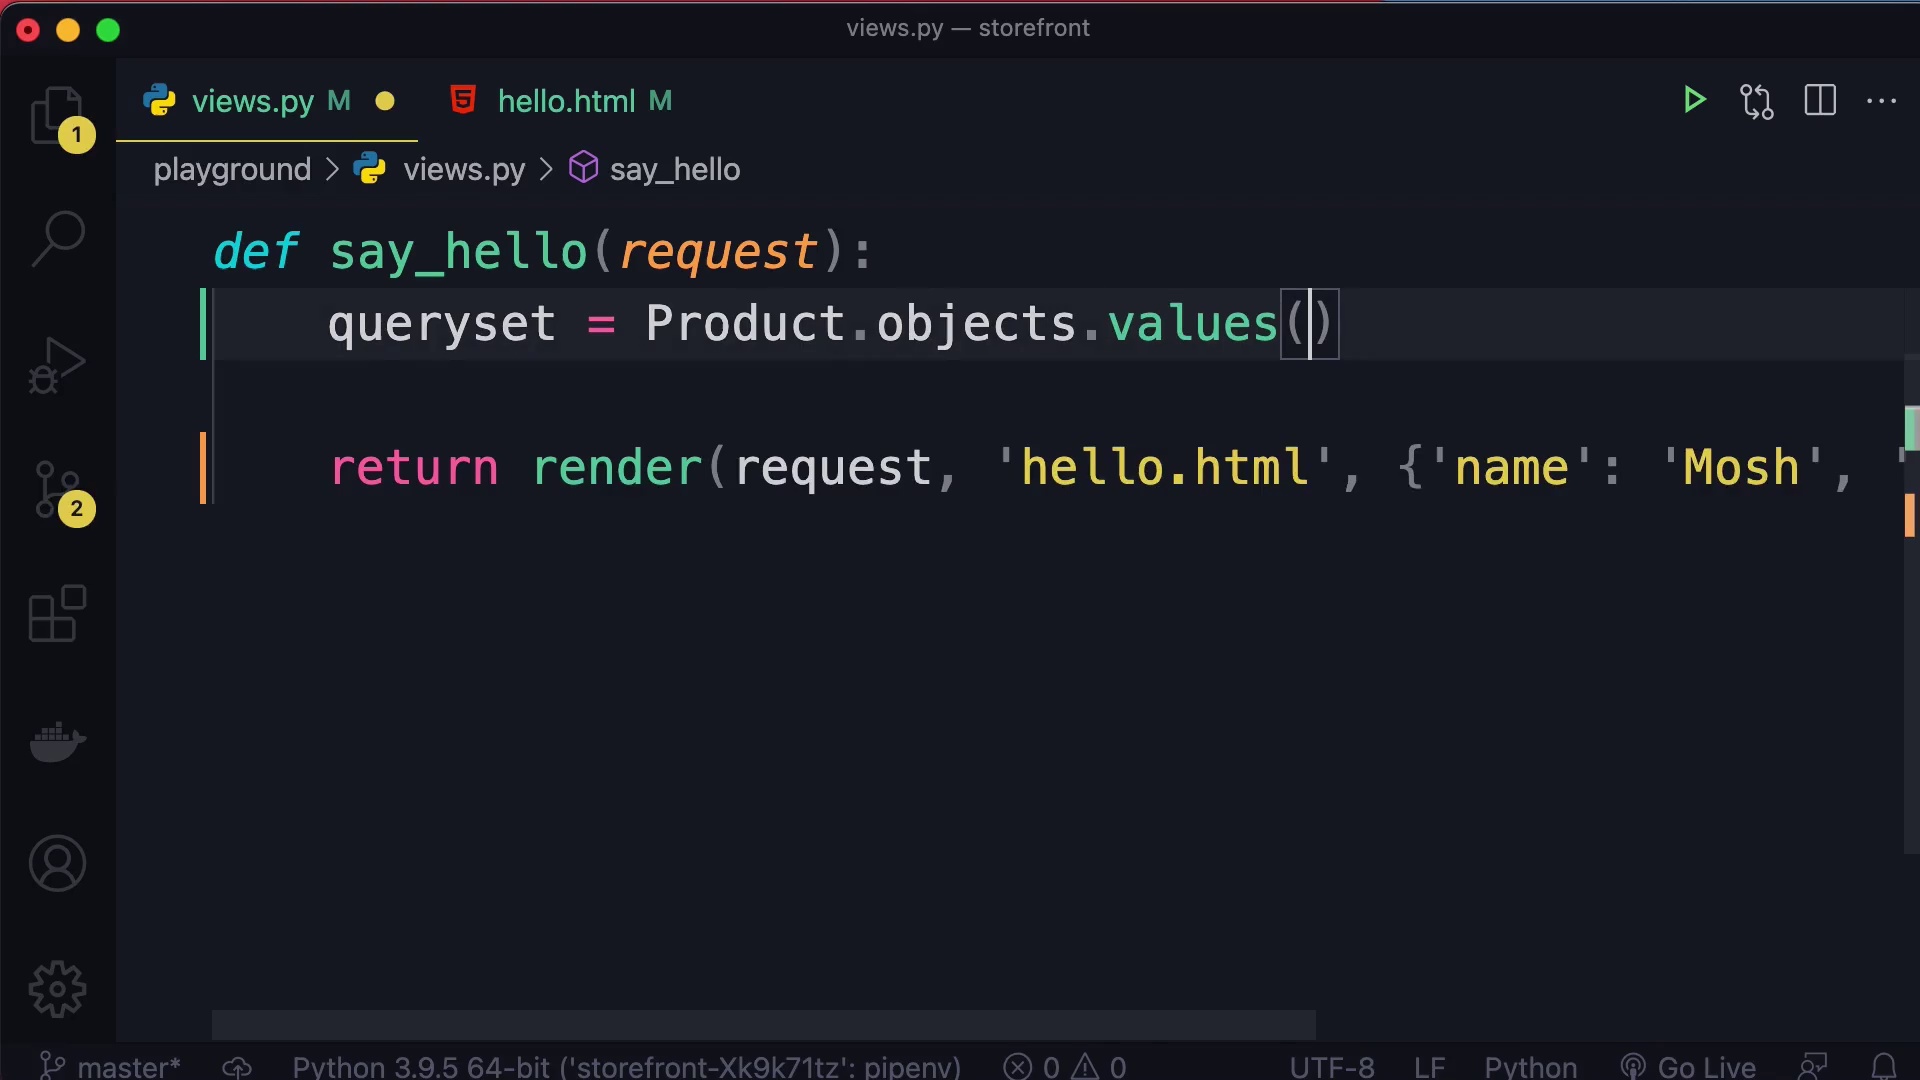 views.py — storefront
views.py M
hello.html M
1
playground > views.py > say_hello
def say_hello(request):
queryset = Product.objects.values()
return render(request, 'hello.html', {'name': 'Mosh', '
2
master*
Python 3.9.5 64-bit ('storefront-Xk9k71tz': pipenv)
0
0
UTF-8
LF
Python
Go Live